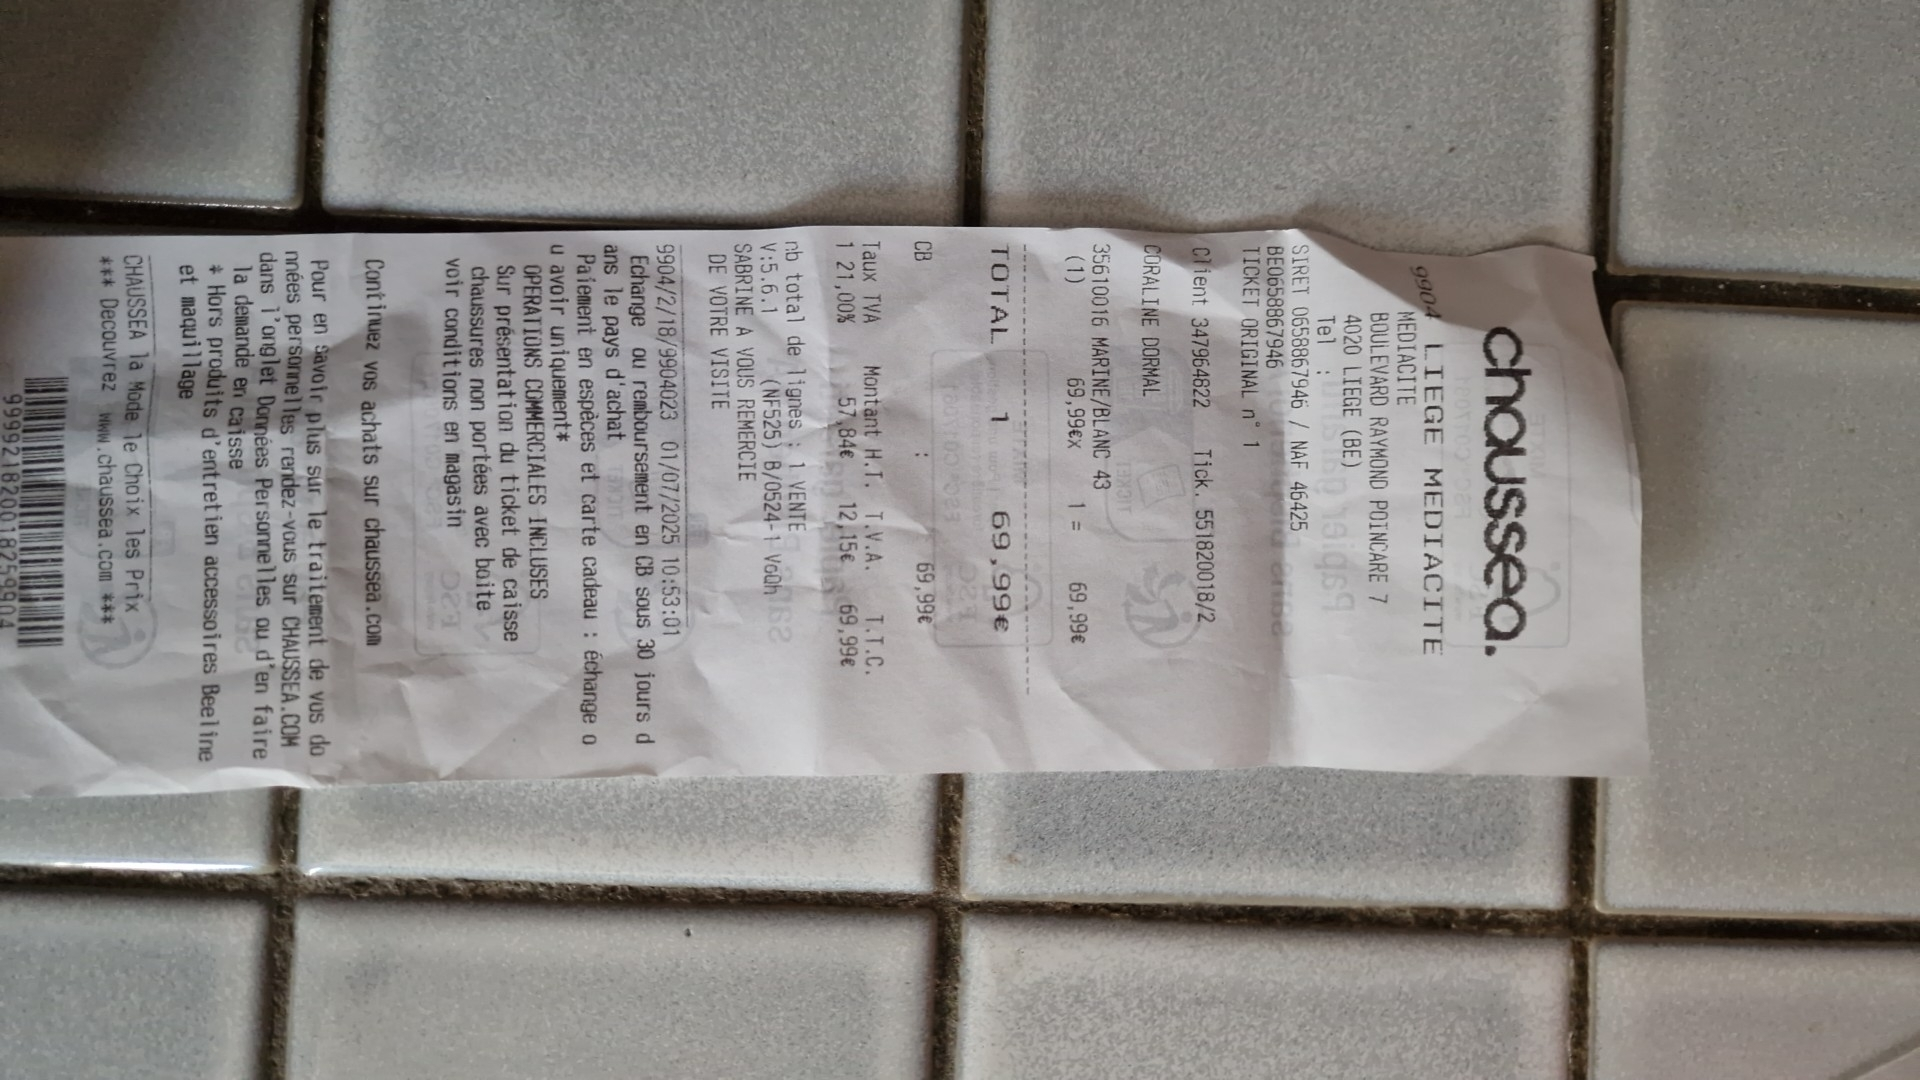 chaussea.
9904 LIEGE MEDIACITE
MEDIACITE
BOULEVARD RAYMOND POINCARE 7
4020 LIEGE (BE)
Tel :
SIRET 0658867946 / NAF 46425
BE0658867946
TICKET ORIGINAL n° 1
Client 347964822 Tick. 551820018/2
CORALINE DORMAL
35610016 MARINE/BLANC 43
(1) 69,99€x 1 = 69,99€
TOTAL 1 69,99€
CB : 69,99€
Taux TVA Montant H.T. T.V.A. T.T.C.
1 21,00% 57,84€ 12,15€ 69,99€
nb total de lignes : 1 VENTE
V:5.6.1 (NF525) B/0524-1 VoQh
SABRINE A VOUS REMERCIE
DE VOTRE VISITE
9904/2/18/9904023 01/07/2025 10:53:01
Echange ou remboursement en CB sous 30 jours d
ans le pays d'achat
Paiement en espèces et carte cadeau : échange o
u avoir uniquement*
OPERATIONS COMMERCIALES INCLUSES
Sur présentation du ticket de caisse
chaussures non portées avec boite
voir conditions en magasin
Continuez vos achats sur chaussea.com
Pour en savoir plus sur le traitement de vos do
nnées personnelles rendez-vous sur CHAUSSEA.COM
dans l'onglet Données Personnelles ou d'en faire
la demande en caisse
* Hors produits d'entretien accessoires Beeline
et maquillage
CHAUSSEA la Mode le Choix les Prix
*** Decouvrez www.chaussea.com ***
999921820018259904